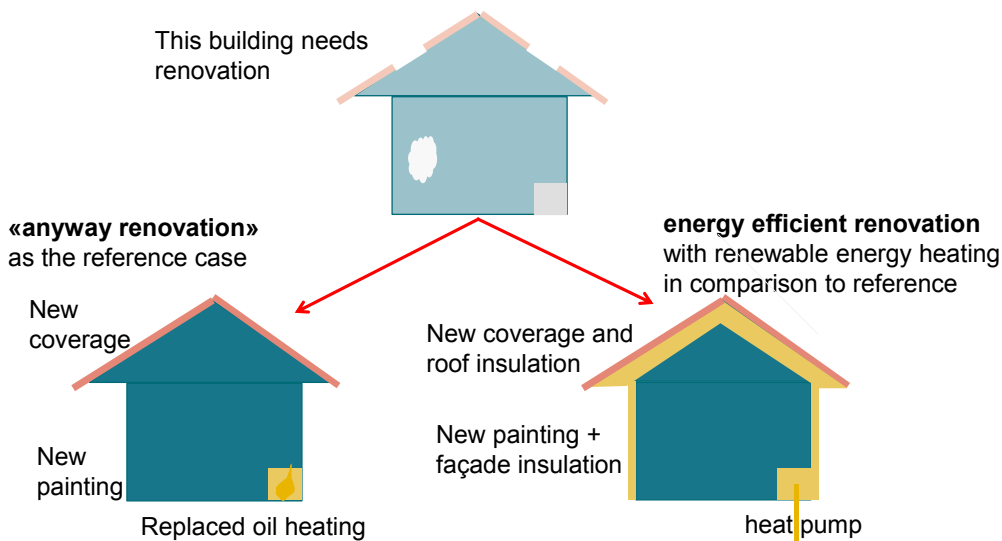 This building needs
renovation
«anyway renovation»
as the reference case
energy efficient renovation
with renewable energy heating
in comparison to reference
New
coverage
New
painting
Replaced oil heating
New coverage and
roof insulation
New painting +
façade insulation
heat pump